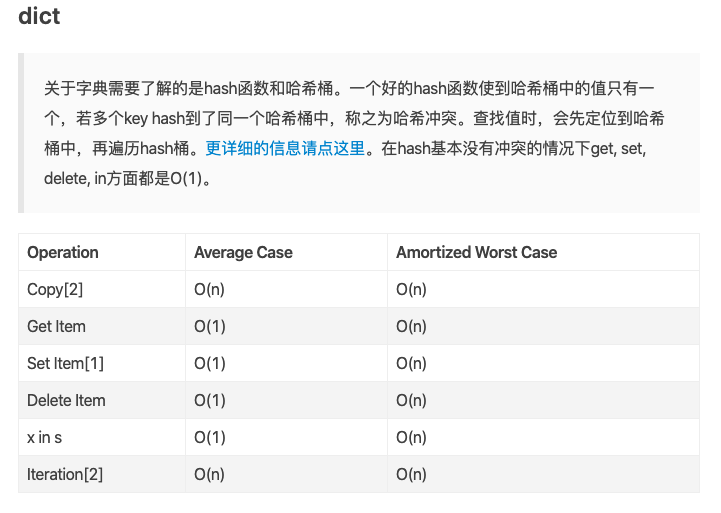 dict
关于字典需要了解的是hash函数和哈希桶。一个好的hash函数使到哈希桶中的值只有一
个，若多个key hash到了同一个哈希桶中，称之为哈希冲突。查找值时，会先定位到哈希
桶中，再遍历hash桶。更详细的信息请点这里。在hash基本没有冲突的情况下get, set,
delete, in方面都是O(1)。
Operation Average Case Amortized Worst Case
Copy[2] O(n) O(n)
Get Item O(1) O(n)
Set Item[1] O(1) O(n)
Delete Item O(1) O(n)
x in s O(1) O(n)
Iteration[2] O(n) O(n)